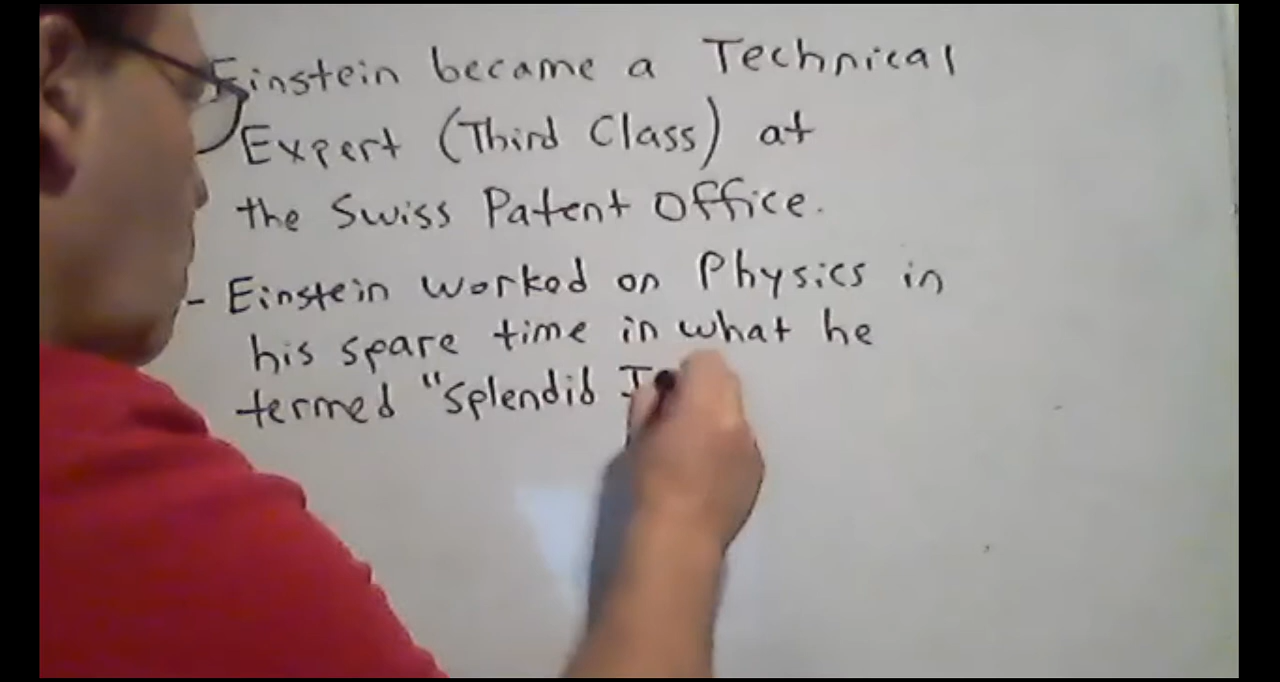 Einstein became a Technical
Expert (Third Class) at
the Swiss Patent Office.
- Einstein worked on Physics in
his spare time in what he
termed "Splendid